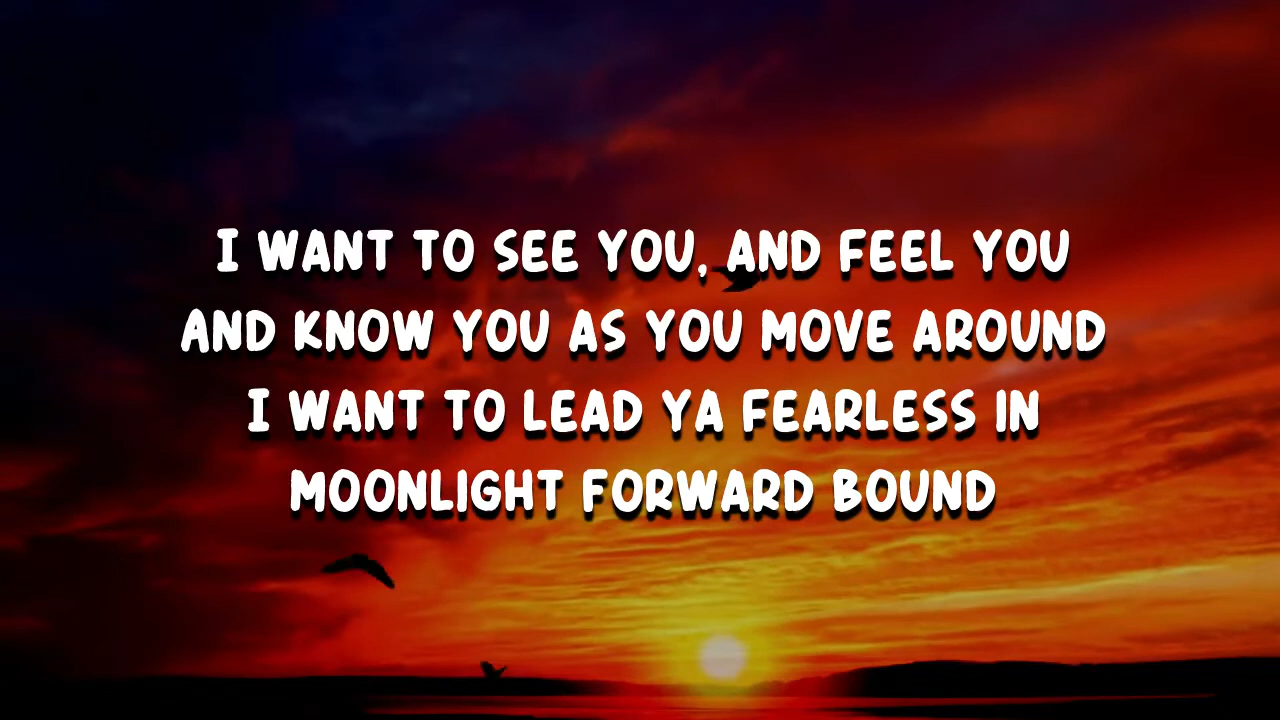 I WANT TO SEE YOU, AND FEEL YOU
AND KNOW YOU AS YOU MOVE AROUND
I WANT TO LEAD YA FEARLESS IN
MOONLIGHT FORWARD BOUND